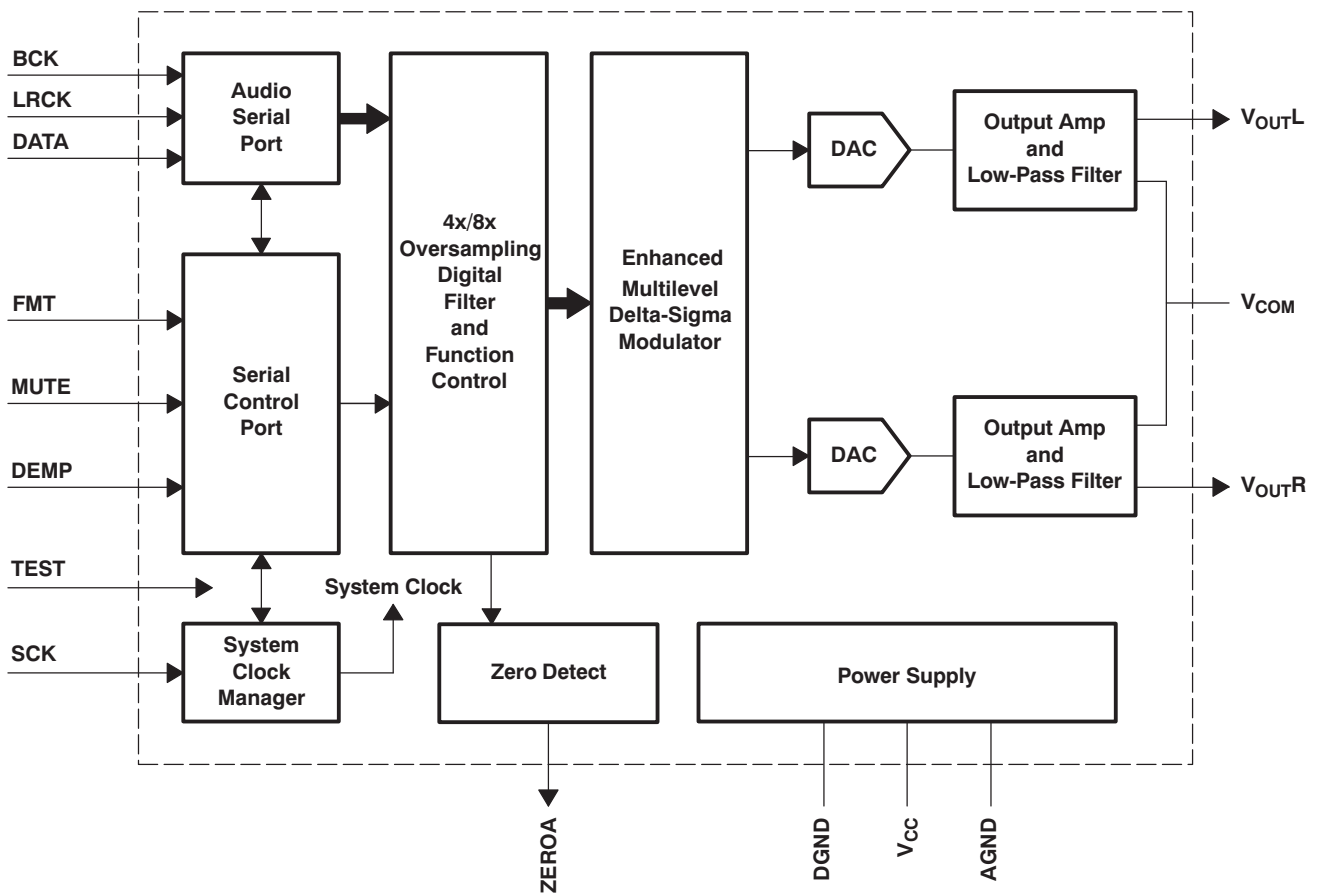 BCK
LRCK
DATA
Audio
Serial
Port
FMT
MUTE
DEMP
Serial
Control
Port
TEST
SCK
System
Clock
Manager
System Clock
4x/8x
Oversampling
Digital
Filter
and
Function
Control
Enhanced
Multilevel
Delta-Sigma
Modulator
DAC
Output Amp
and
Low-Pass Filter
VOUTL
VCOM
DAC
Output Amp
and
Low-Pass Filter
VOUTR
Zero Detect
Power Supply
ZEROA
DGND
VCC
AGND